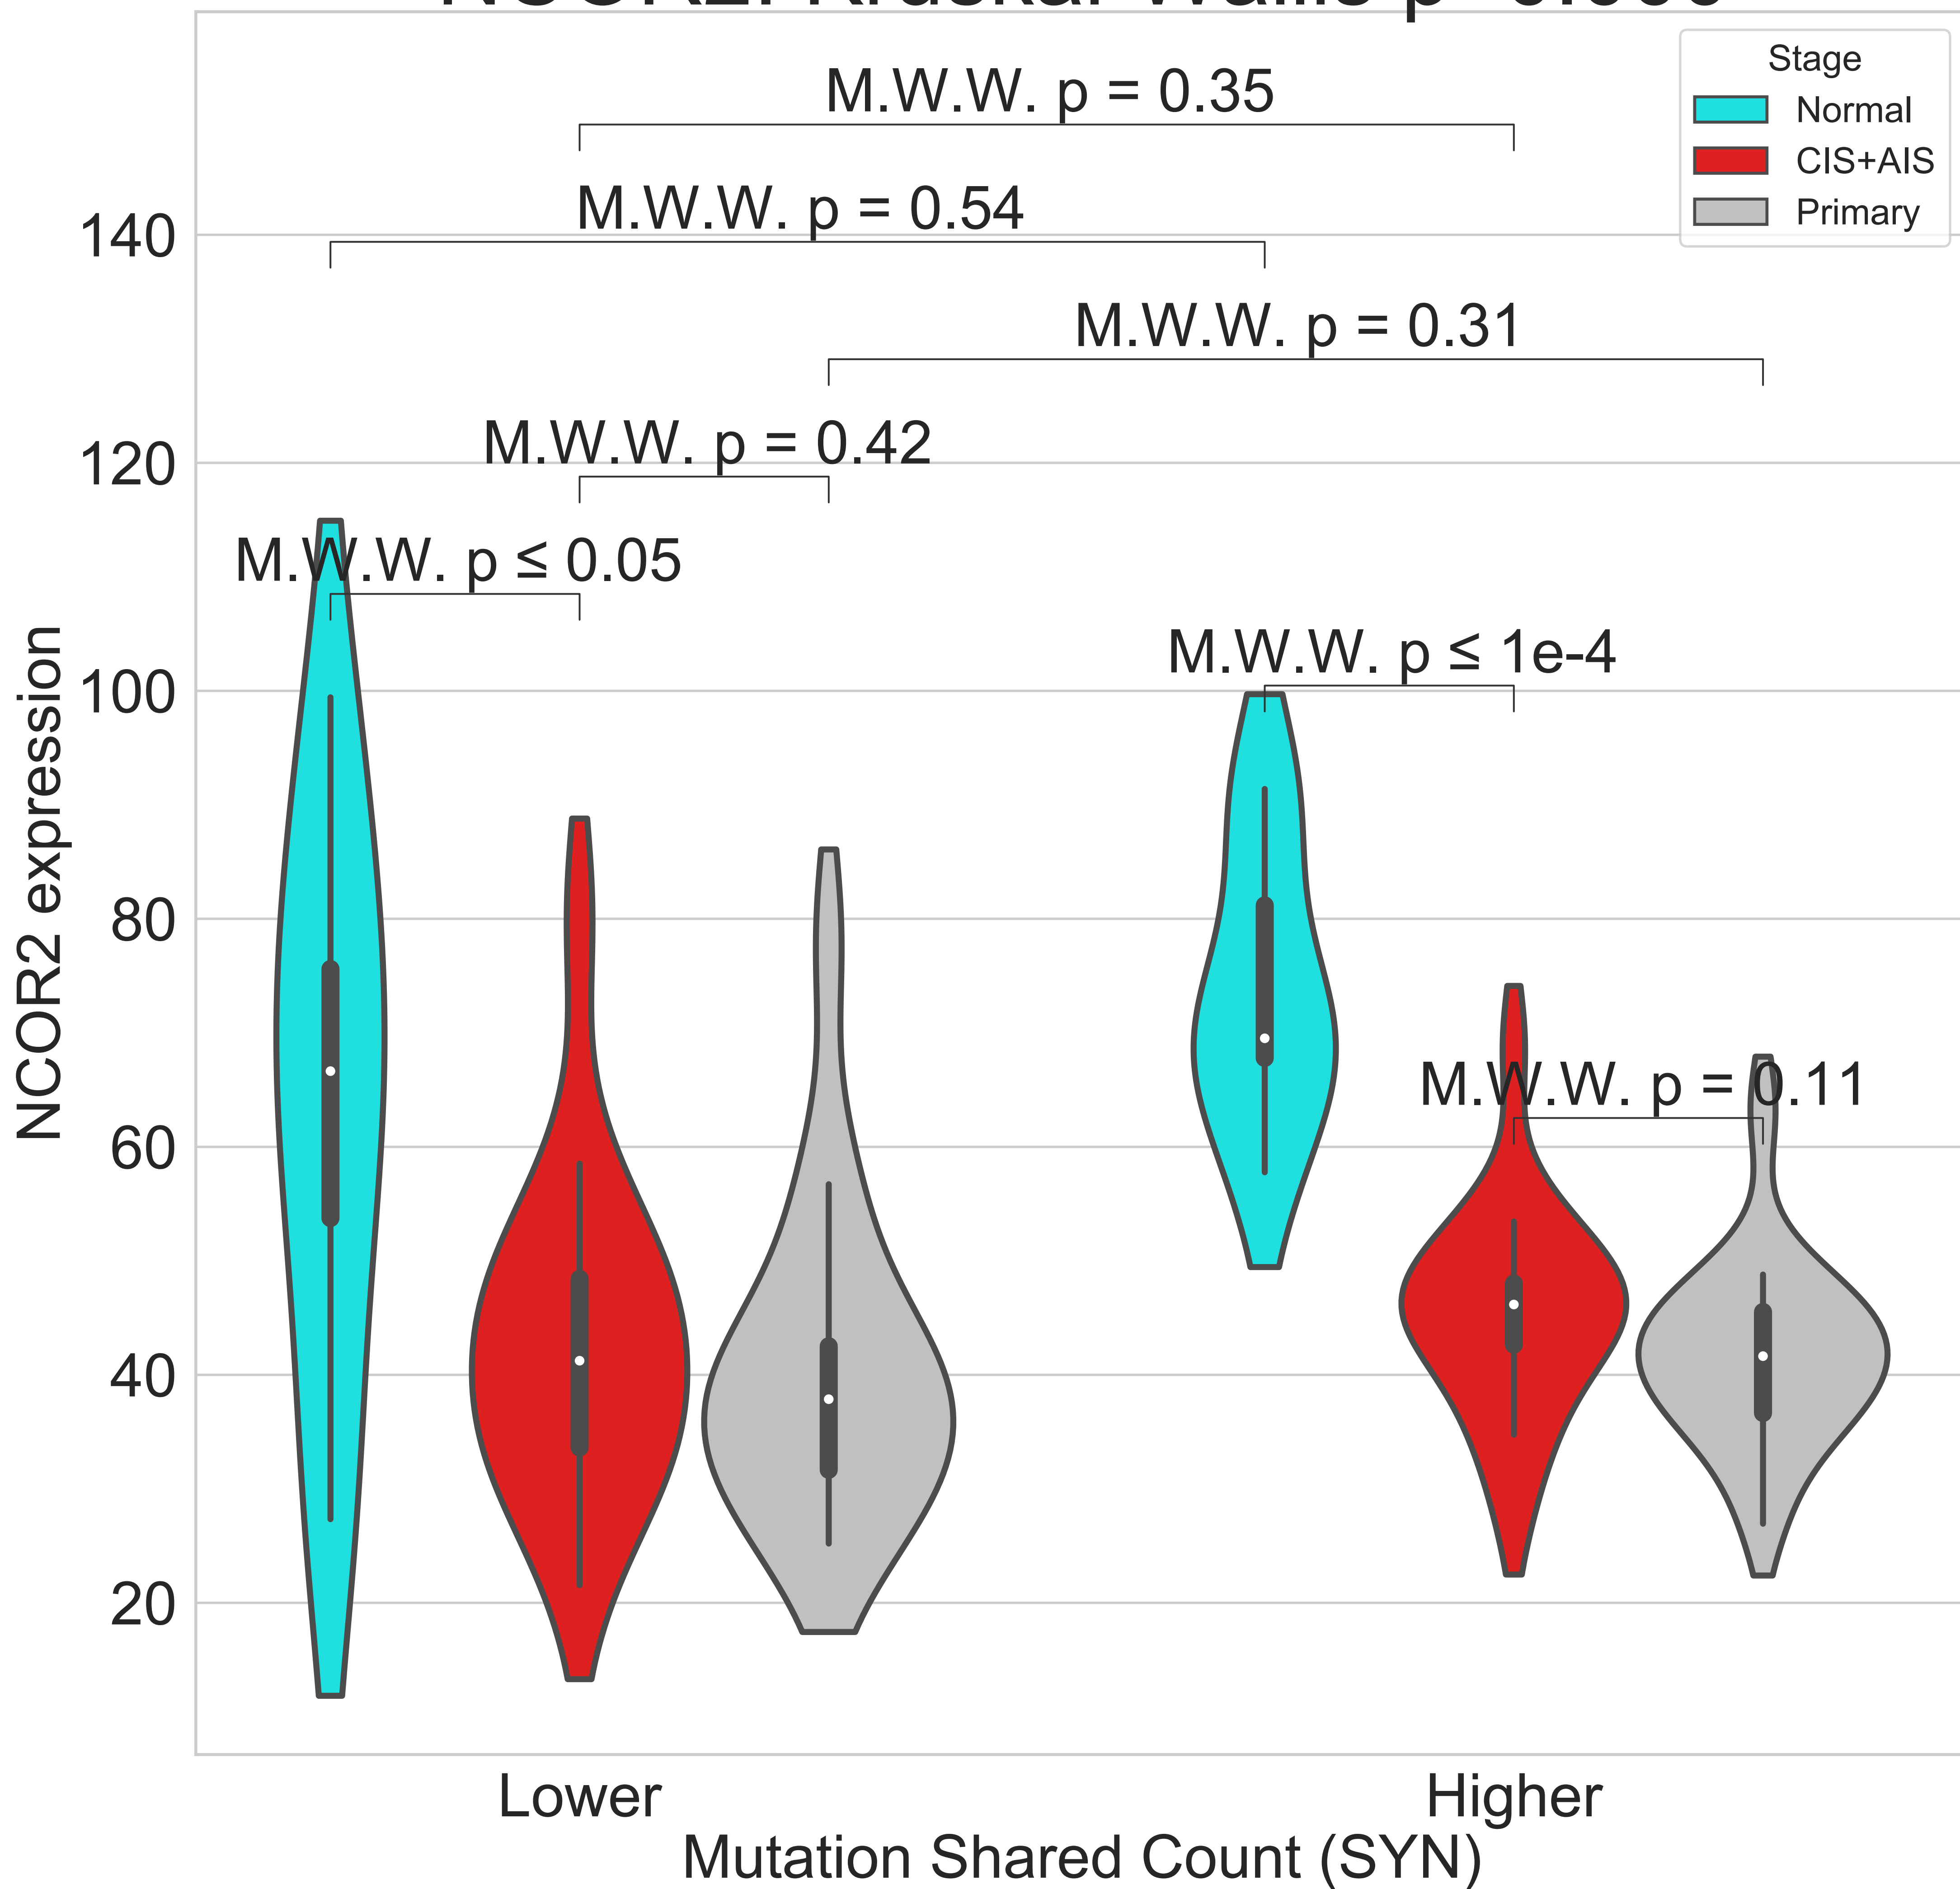 M.W.W. p = 0.35
M.W.W. p = 0.54
M.W.W. p = 0.31
M.W.W. p = 0.42
M.W.W. p ≤ 0.05
M.W.W. p ≤ 1e-4
M.W.W. p = 0.11
Stage
Normal
CIS+AIS
Primary
140
120
100
80
60
40
20
NCOR2 expression
Lower
Higher
Mutation Shared Count (SYN)